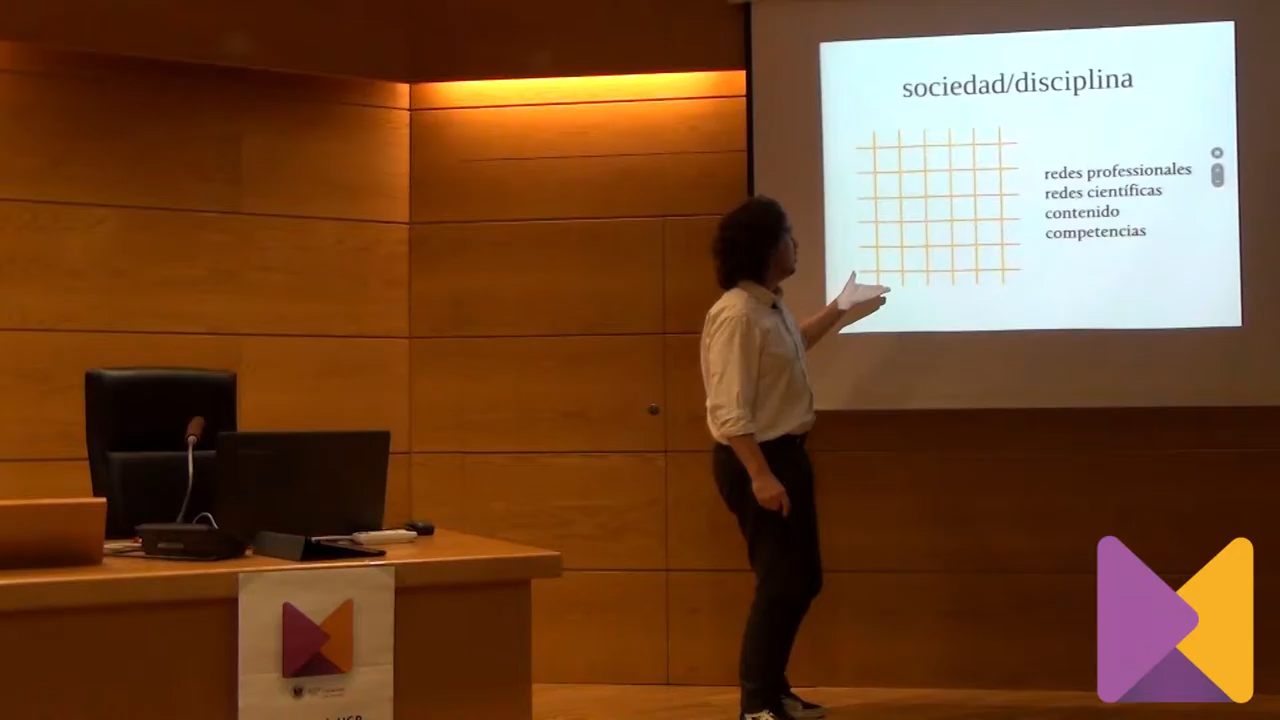 sociedad/disciplina
redes professionales
redes científicas
contenido
competencias